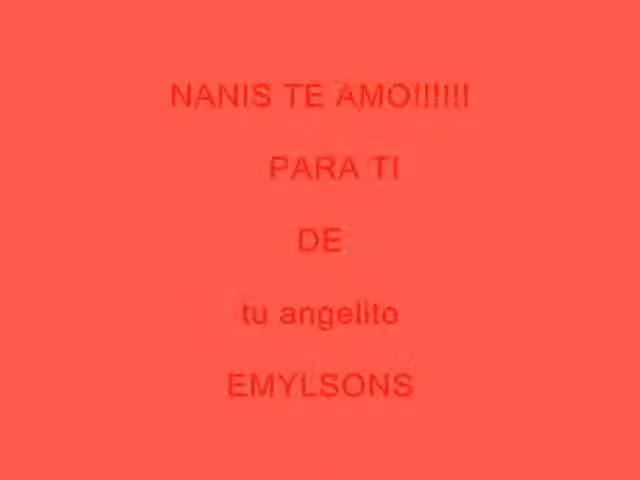 NANIS TE AMO!!!!!!
PARA TI
DE
tu angelito
EMYLSONS